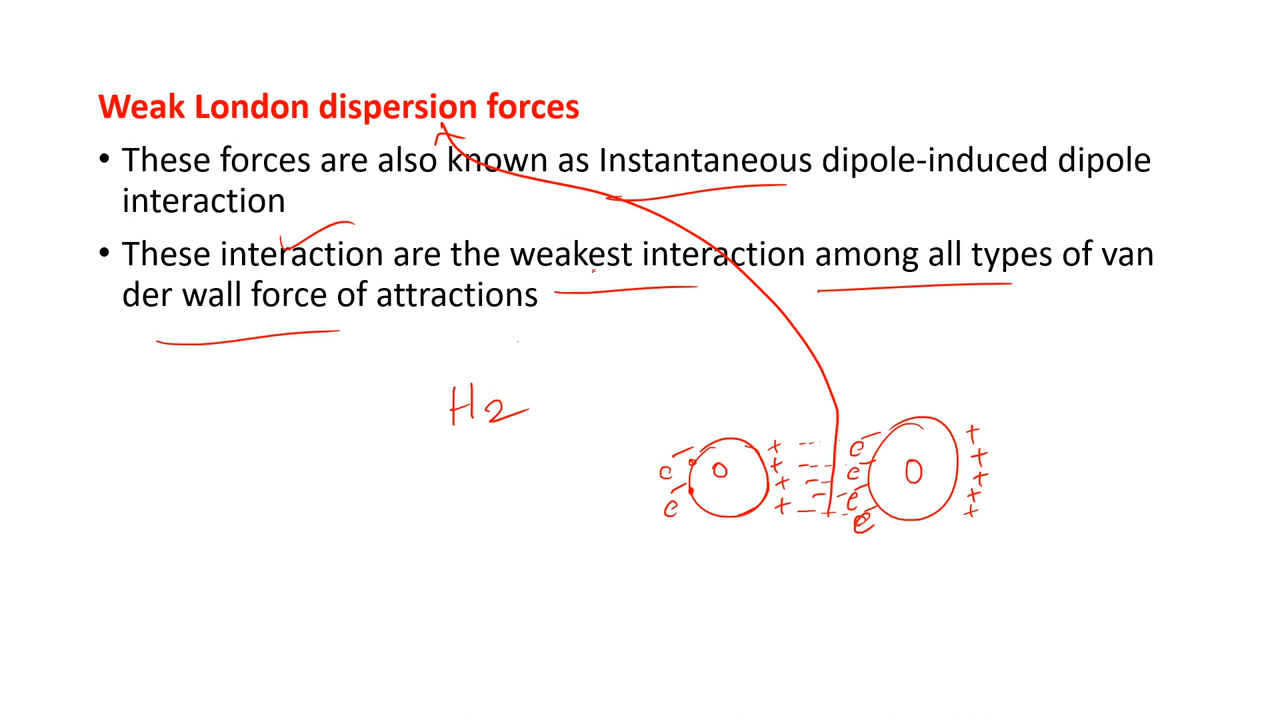 Weak London dispersion forces
• These forces are also known as Instantaneous dipole-induced dipole
interaction
• These interaction are the weakest interaction among all types of van
der wall force of attractions
H2
e⁻ e⁻ O + + + + - - - - e⁻ e⁻ e⁻ e O + + + + +